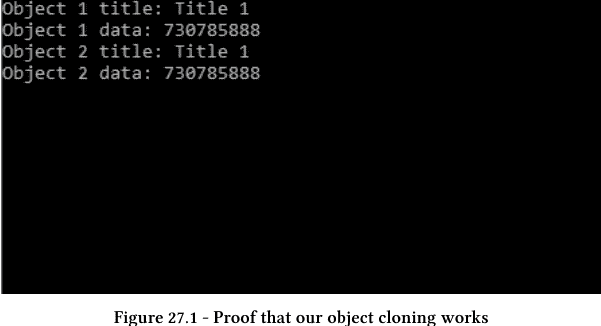 Object 1 title: Title 1
Object 1 data: 730785888
Object 2 title: Title 1
Object 2 data: 730785888
Figure 27.1 - Proof that our object cloning works